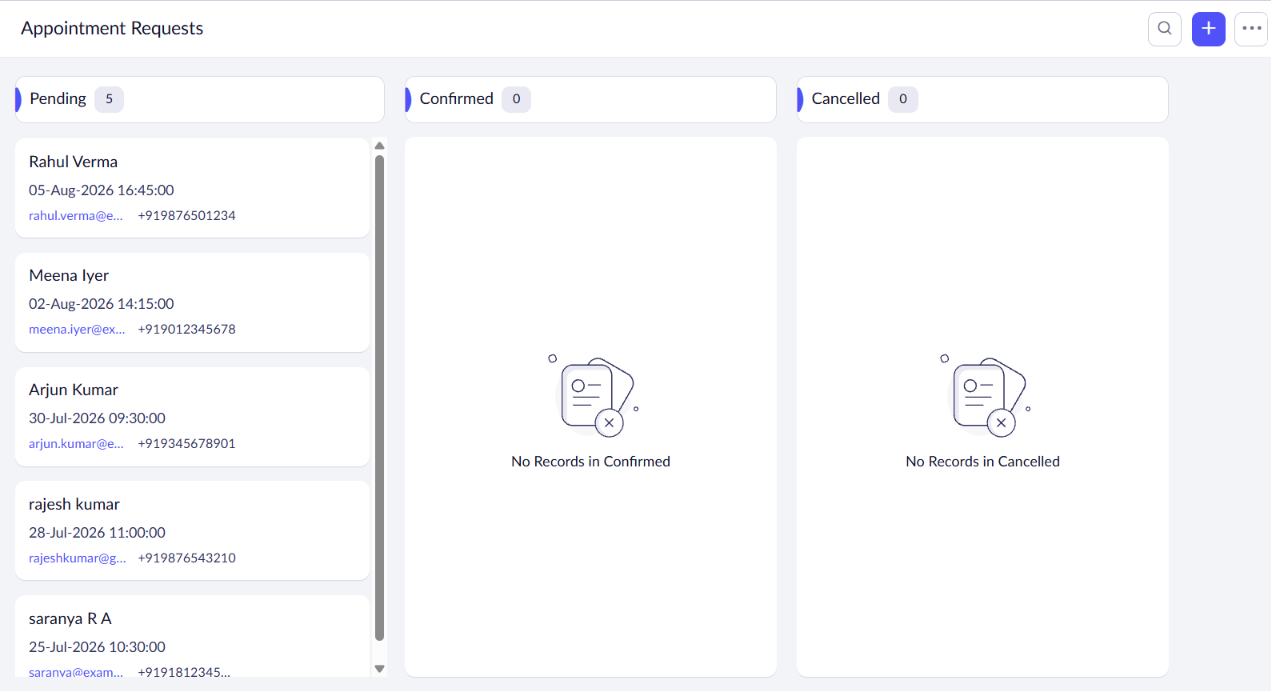 Appointment Requests
Pending 5
Rahul Verma
05-Aug-2026 16:45:00
rahul.verma@e... +919876501234
Meena Iyer
02-Aug-2026 14:15:00
meena.iyer@ex... +919012345678
Arjun Kumar
30-Jul-2026 09:30:00
arjun.kumar@e... +919345678901
rajesh kumar
28-Jul-2026 11:00:00
rajeshkumar@g... +919876543210
saranya R A
25-Jul-2026 10:30:00
saranya@exam... +9191812345...
Confirmed 0
No Records in Confirmed
Cancelled 0
No Records in Cancelled